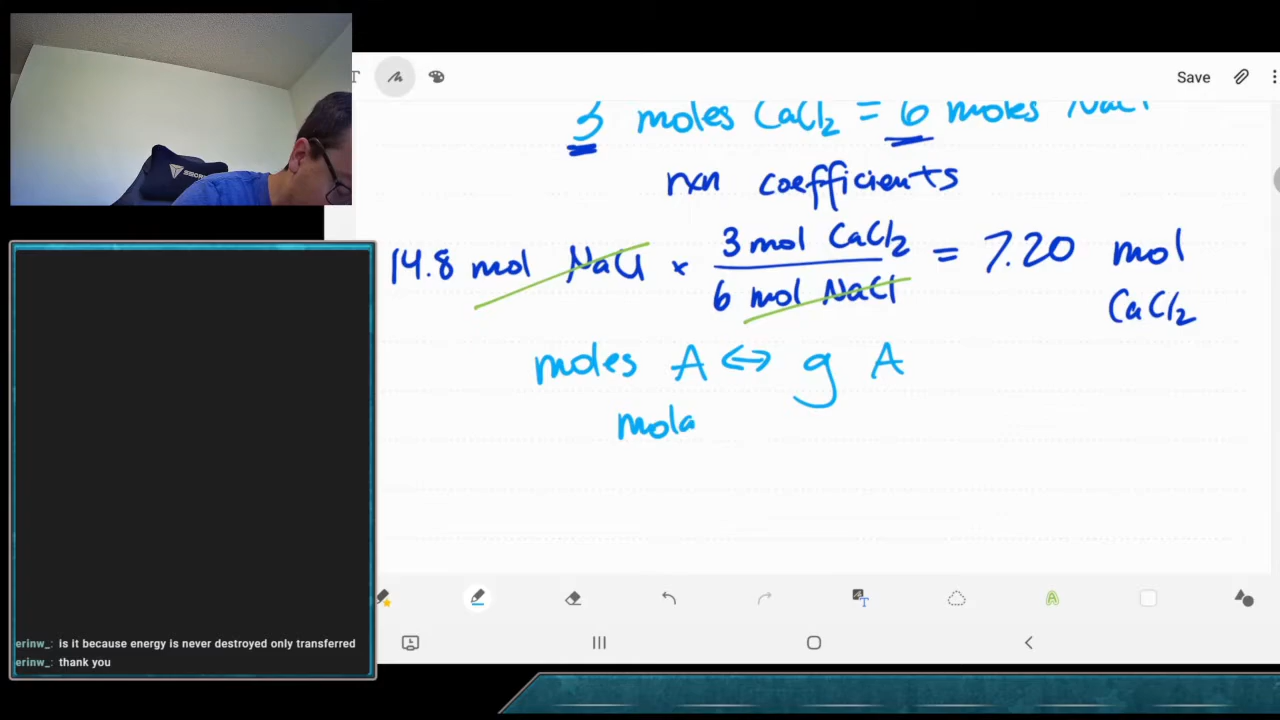 T
Save
3 moles CaCl2 = 6 moles NaCl
rxn coefficients
14.8 mol NaCl × 3 mol CaCl2 / 6 mol NaCl = 7.20 mol CaCl2
moles A ↔ g A
mola
erinw_: is it because energy is never destroyed only transferred
erinw_: thank you